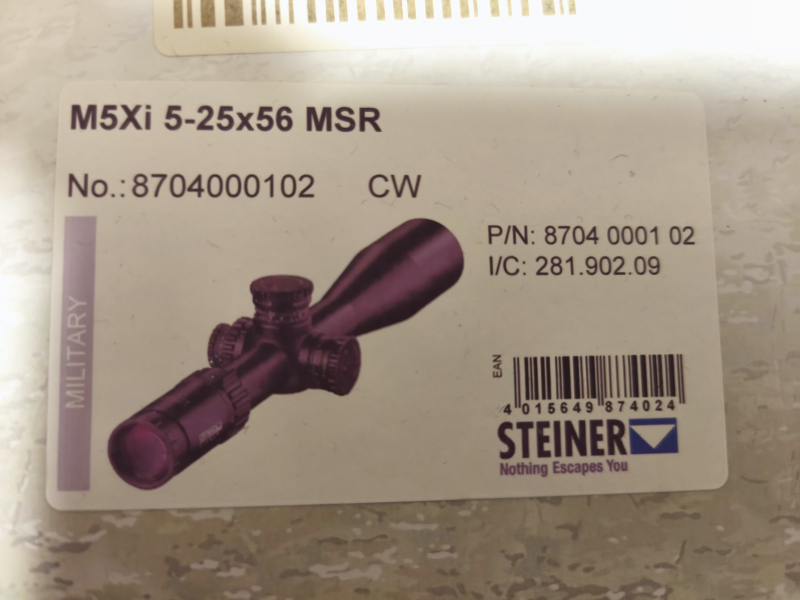 M5Xi 5-25x56 MSR
No.: 8704000102 CW
P/N: 8704 0001 02
I/C: 281.902.09
MILITARY
EAN
4 015649 874024
STEINER
Nothing Escapes You